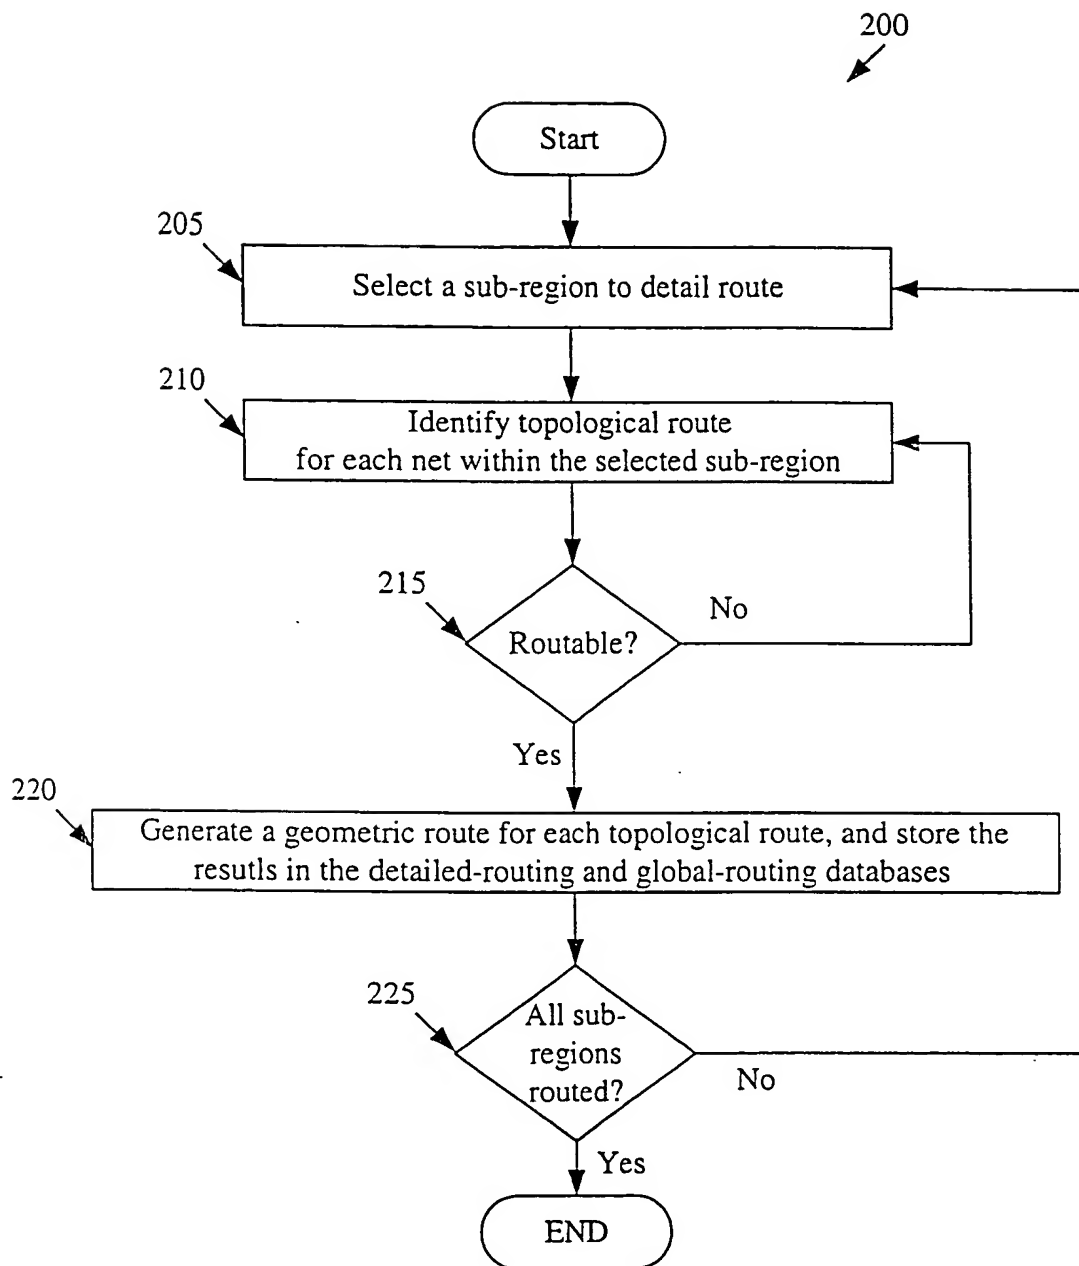 200
Start
205
Select a sub-region to detail route
210
Identify topological route
for each net within the selected sub-region
215
Routable?
No
Yes
220
Generate a geometric route for each topological route, and store the
resutls in the detailed-routing and global-routing databases
225
All sub-
regions
routed?
No
Yes
END